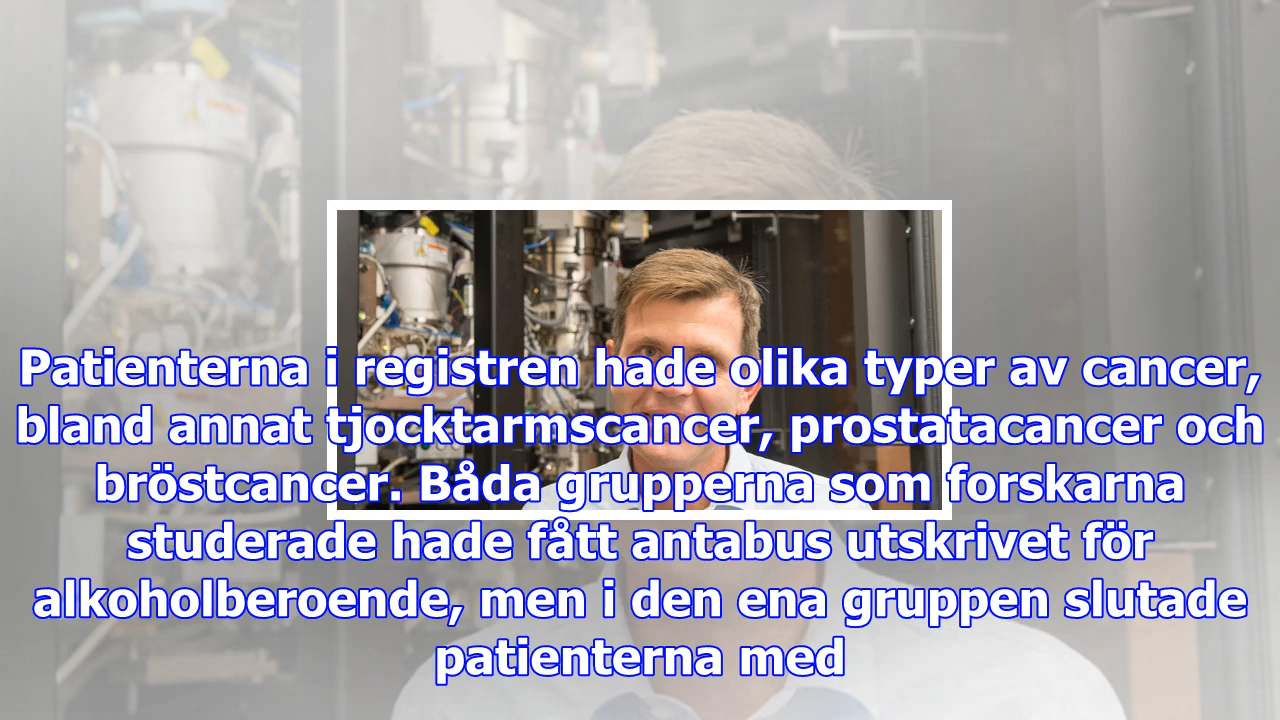 Patienterna i registren hade olika typer av cancer,
bland annat tjocktarmscancer, prostatacancer och
bröstcancer. Båda grupperna som forskarna
studerade hade fått antabus utskrivet för
alkoholberoende, men i den ena gruppen slutade
patienterna med